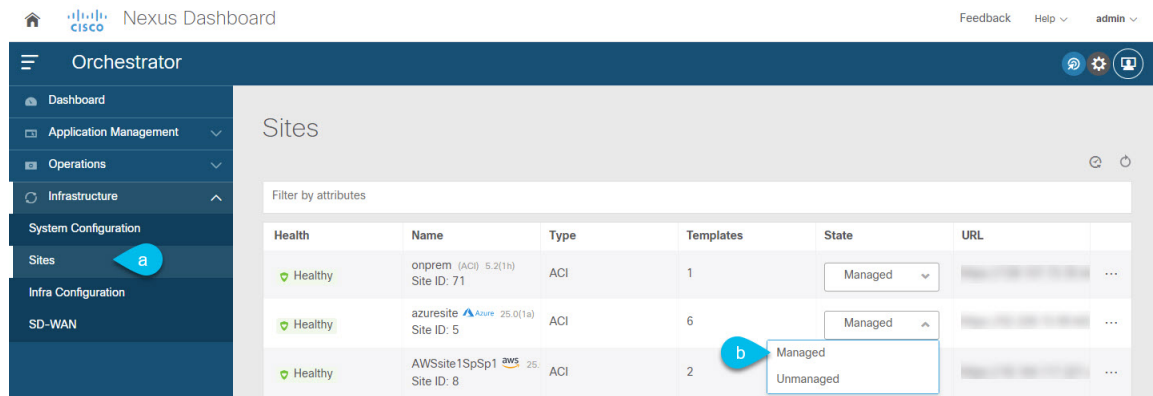 CISCO Nexus Dashboard Feedback Help admin
Orchestrator
Dashboard
Application Management
Operations
Infrastructure
System Configuration
Sites a
Infra Configuration
SD-WAN
Sites
Filter by attributes
Health Name Type Templates State URL
Healthy onprem (ACI) 5.2(1h) ACI 1 Managed
Site ID: 71
Healthy azuresite Azure 25.0(1a) ACI 6 Managed
Site ID: 5
b Managed
Unmanaged
Healthy AWSsite1SpSp1 aws 25. ACI 2
Site ID: 8